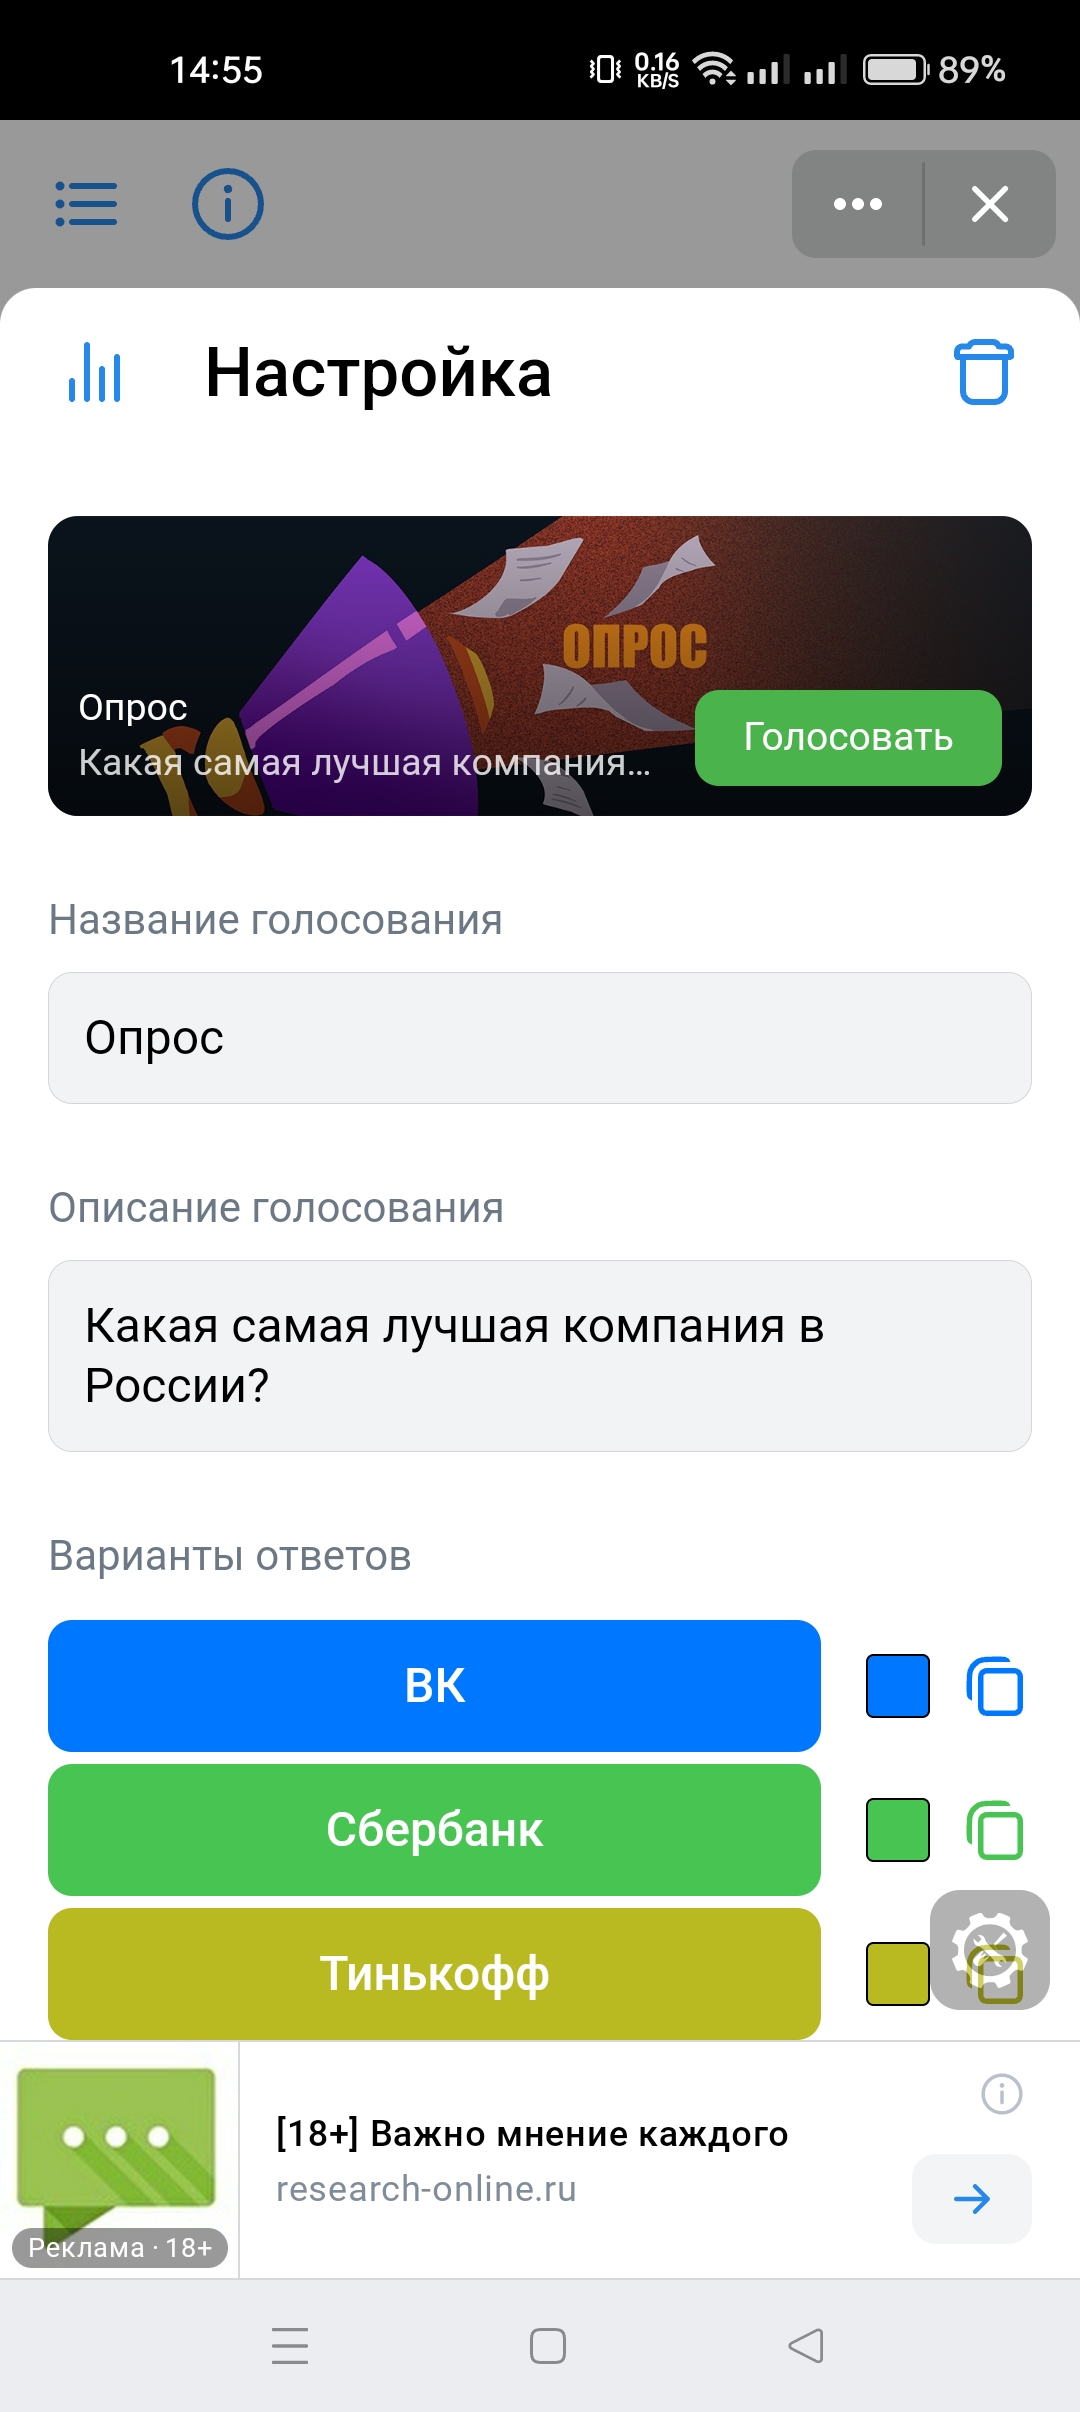 14:55
0.16
KB/S
89%
Настройка
ОПРОС
Опрос
Какая самая лучшая компания...
Голосовать
Название голосования
Опрос
Описание голосования
Какая самая лучшая компания в
России?
Варианты ответов
ВК
Сбербанк
Тинькофф
[18+] Важно мнение каждого
research-online.ru
Реклама · 18+